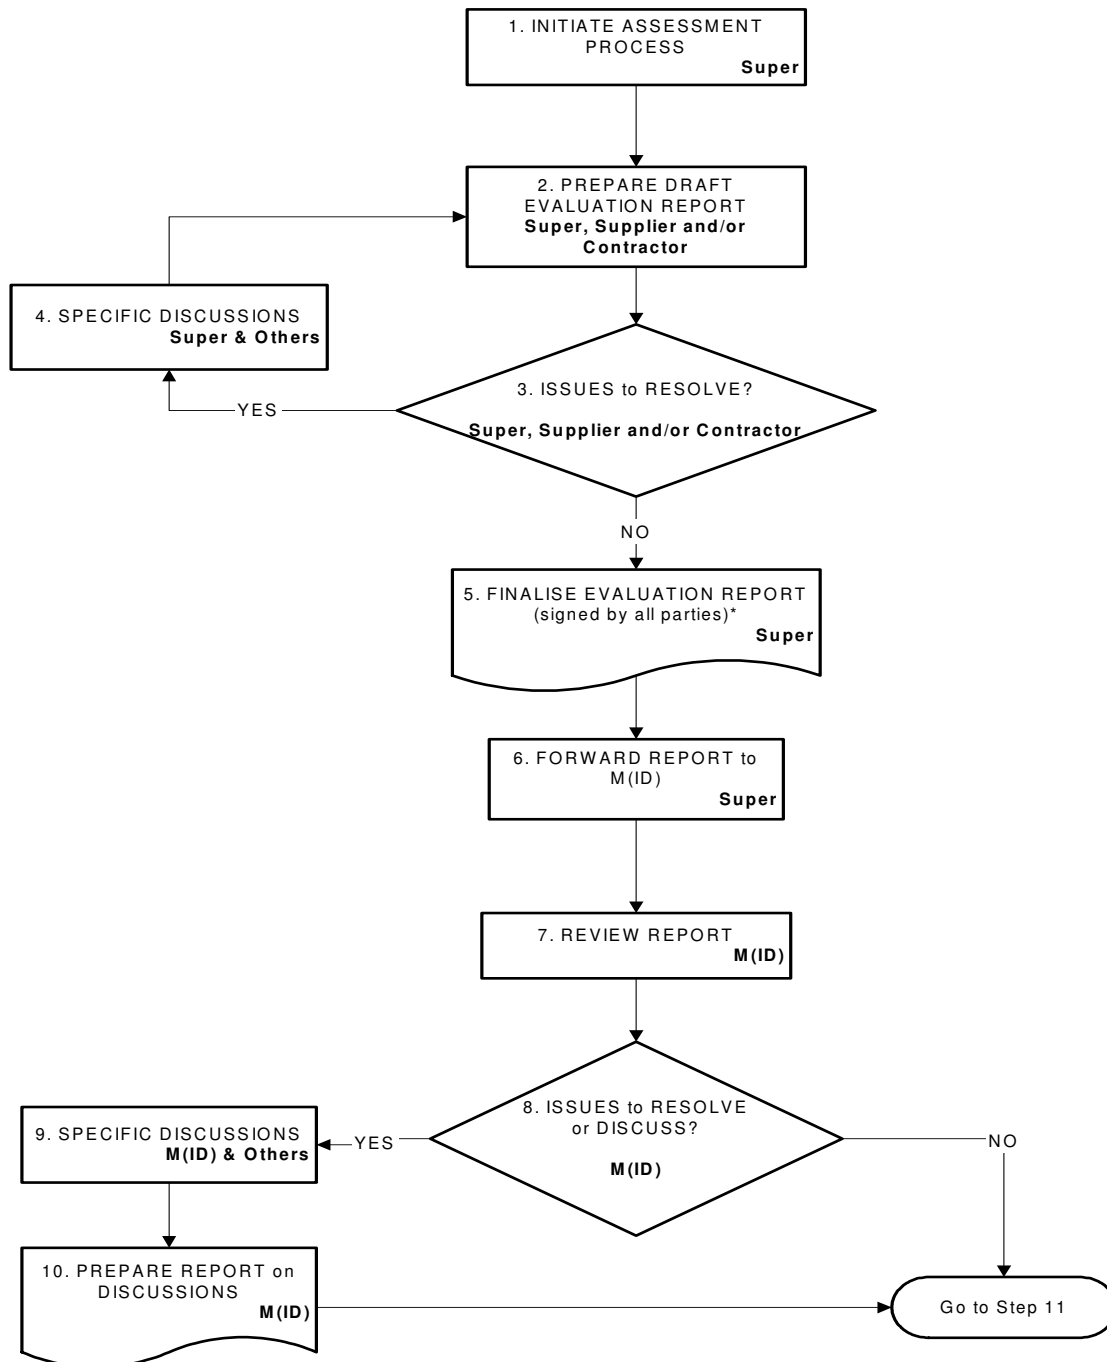 1. INITIATE ASSESSMENT
PROCESS
Super
2. PREPARE DRAFT
EVALUATION REPORT
Super, Supplier and/or
Contractor
4. SPECIFIC DISCUSSIONS
Super & Others
3. ISSUES to RESOLVE?
Super, Supplier and/or Contractor
YES
NO
5. FINALISE EVALUATION REPORT
(signed by all parties)*
Super
6. FORWARD REPORT to
M(ID)
Super
7. REVIEW REPORT
M(ID)
8. ISSUES to RESOLVE
or DISCUSS?
M(ID)
YES
NO
9. SPECIFIC DISCUSSIONS
M(ID) & Others
10. PREPARE REPORT on
DISCUSSIONS
M(ID)
Go to Step 11